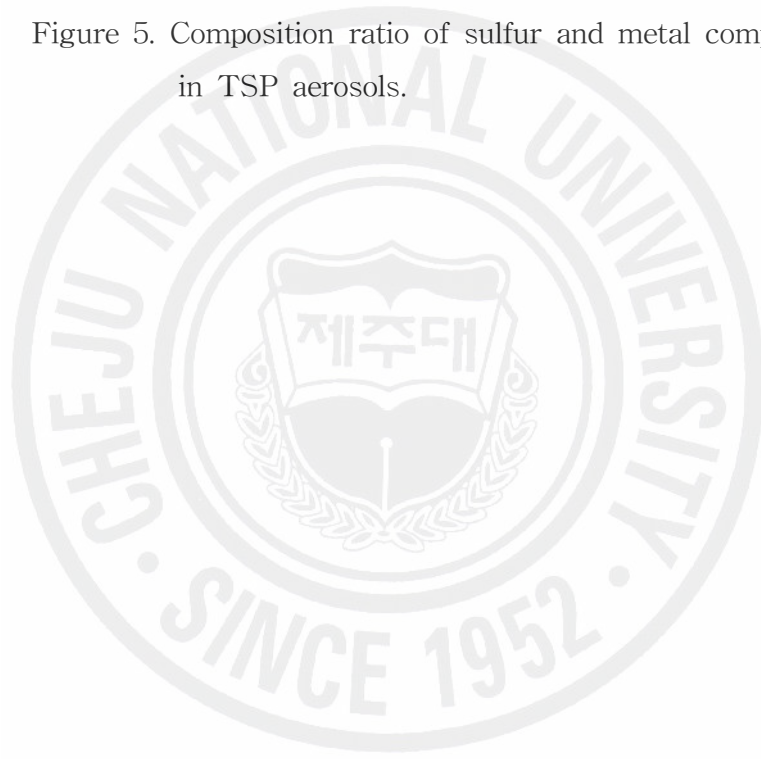 Figure 5. Composition ratio of sulfur and metal
in TSP aerosols.
CHEJU NATIONAL UNIVERSITY
제주대
SINCE 1952